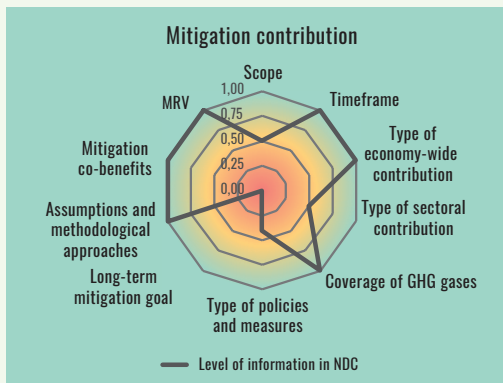 Mitigation contribution
Scope
1,00
0,75
0,50
0,25
0,00
Timeframe
Type of
economy-wide
contribution
Type of sectoral
contribution
Coverage of GHG gases
Type of policies
and measures
Long-term
mitigation goal
Assumptions and
methodological
approaches
Mitigation
co-benefits
MRV
Level of information in NDC